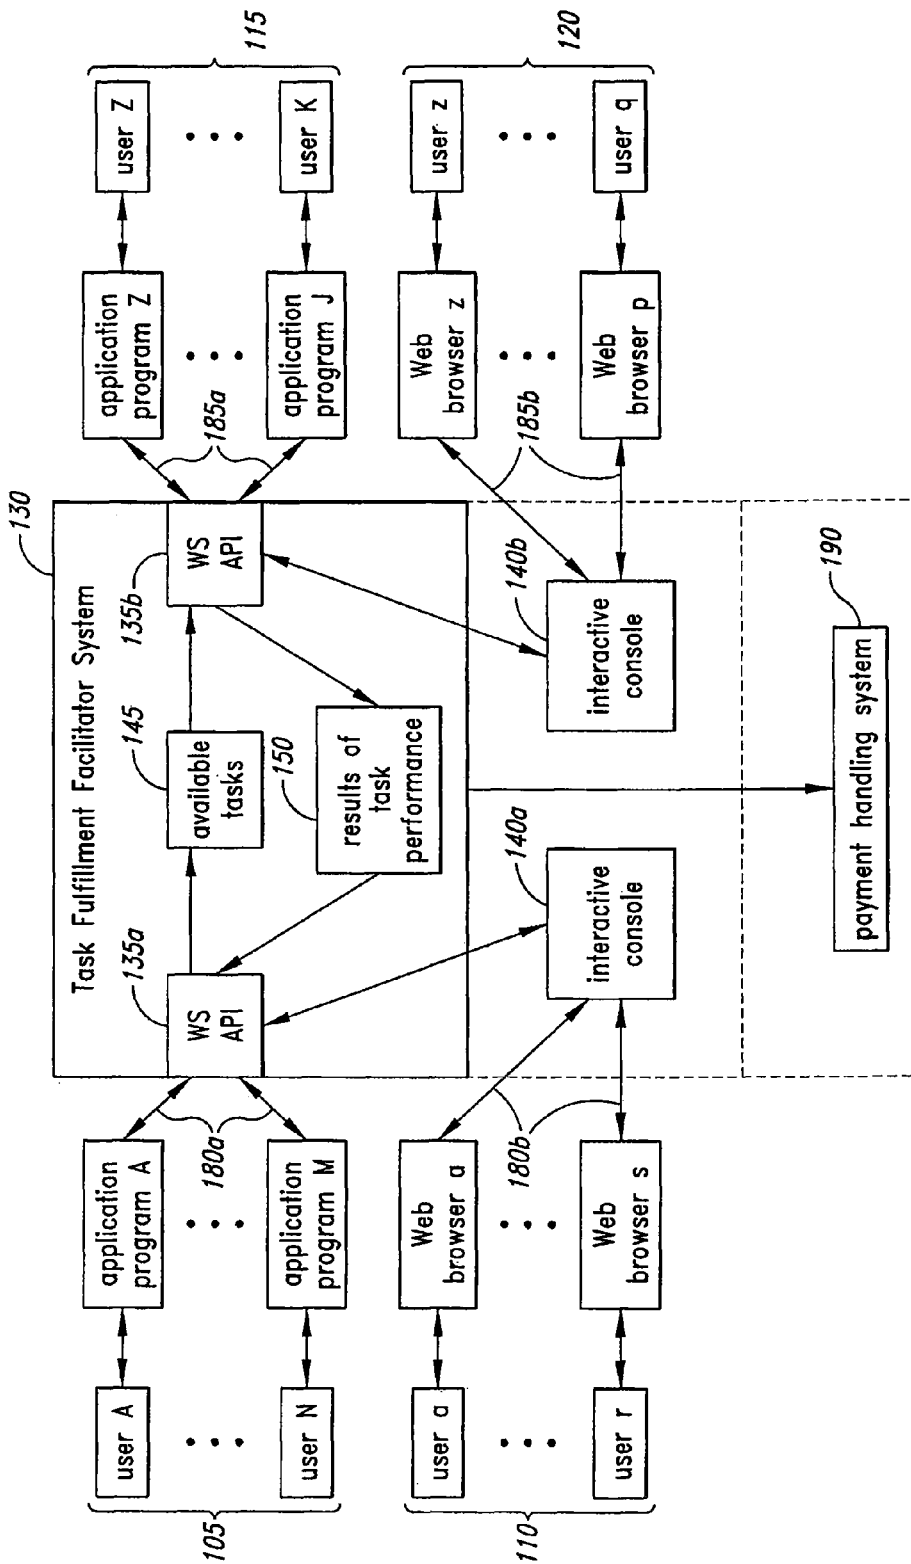 130
Task Fulfillment Facilitator System
user A
application
program A
105
180a
user N
application
program M
135a
WS
API
145
available
tasks
135b
WS
API
150
results of
task
performance
application
program Z
user Z
115
185a
application
program J
user K
user a
Web
browser a
110
180b
user r
Web
browser s
140a
interactive
console
140b
interactive
console
Web
browser z
user z
120
185b
Web
browser p
user q
190
payment handling system